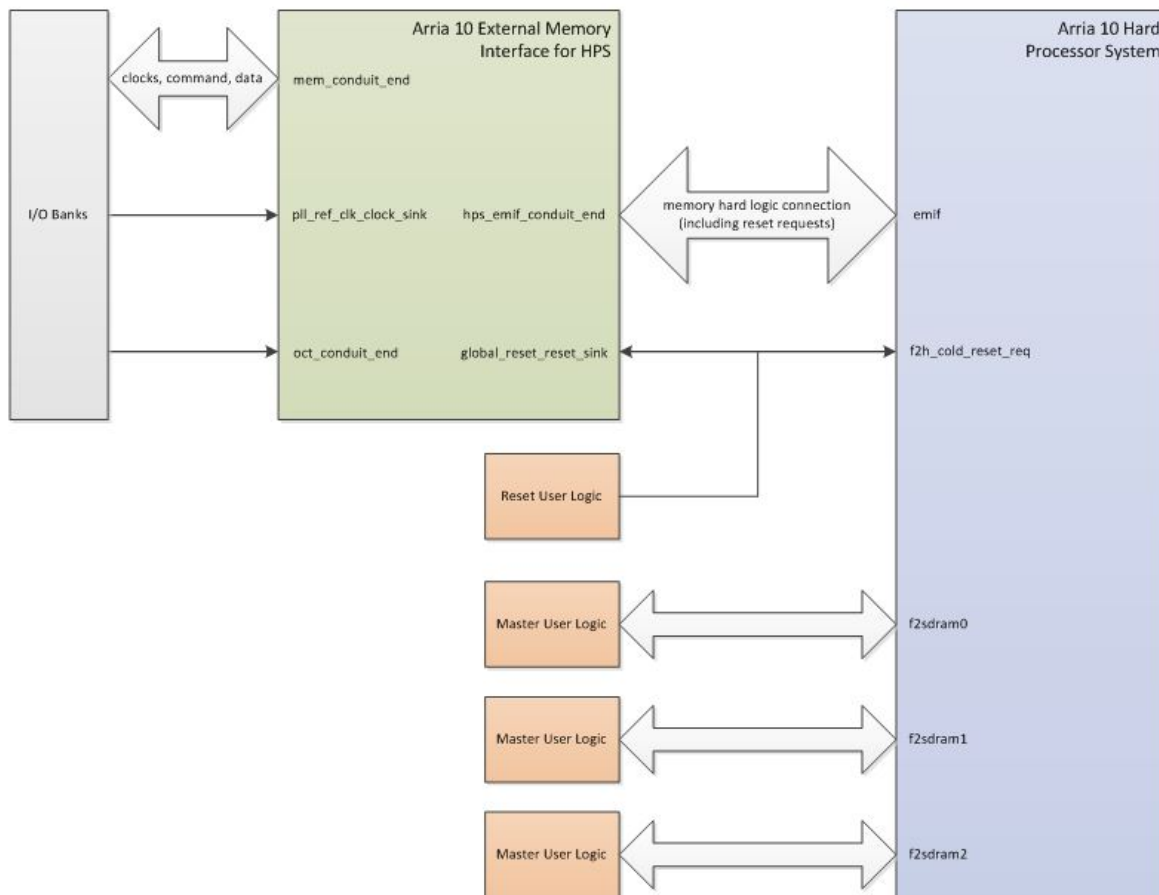 Arria 10 External Memory
Interface for HPS
Arria 10 Hard
Processor System
clocks, command, data
mem_conduit_end
I/O Banks
pll_ref_clk_clock_sink
hps_emif_conduit_end
memory hard logic connection
(including reset requests)
emif
oct_conduit_end
global_reset_reset_sink
f2h_cold_reset_req
Reset User Logic
Master User Logic
f2sdram0
Master User Logic
f2sdram1
Master User Logic
f2sdram2